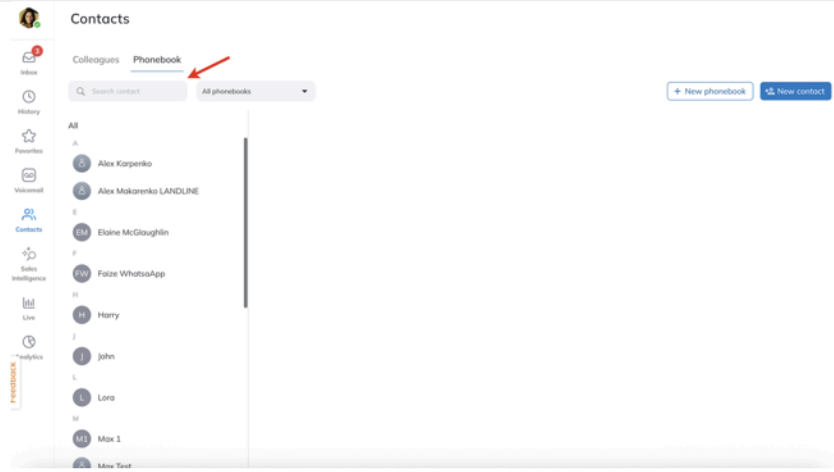 Contacts
3
Inbox
History
Favorites
Voicemail
Contacts
Sales
Intelligence
Live
Analytics
Feedback
Colleagues Phonebook
Search contact All phonebooks + New phonebook New contact
All
A
Alex Karpenko
Alex Makarenko LANDLINE
E
EM Elaine McGlaughlin
F
FW Faize WhatsaApp
H
H Harry
J
J John
L
L Lora
M
M1 Max 1
Max Test